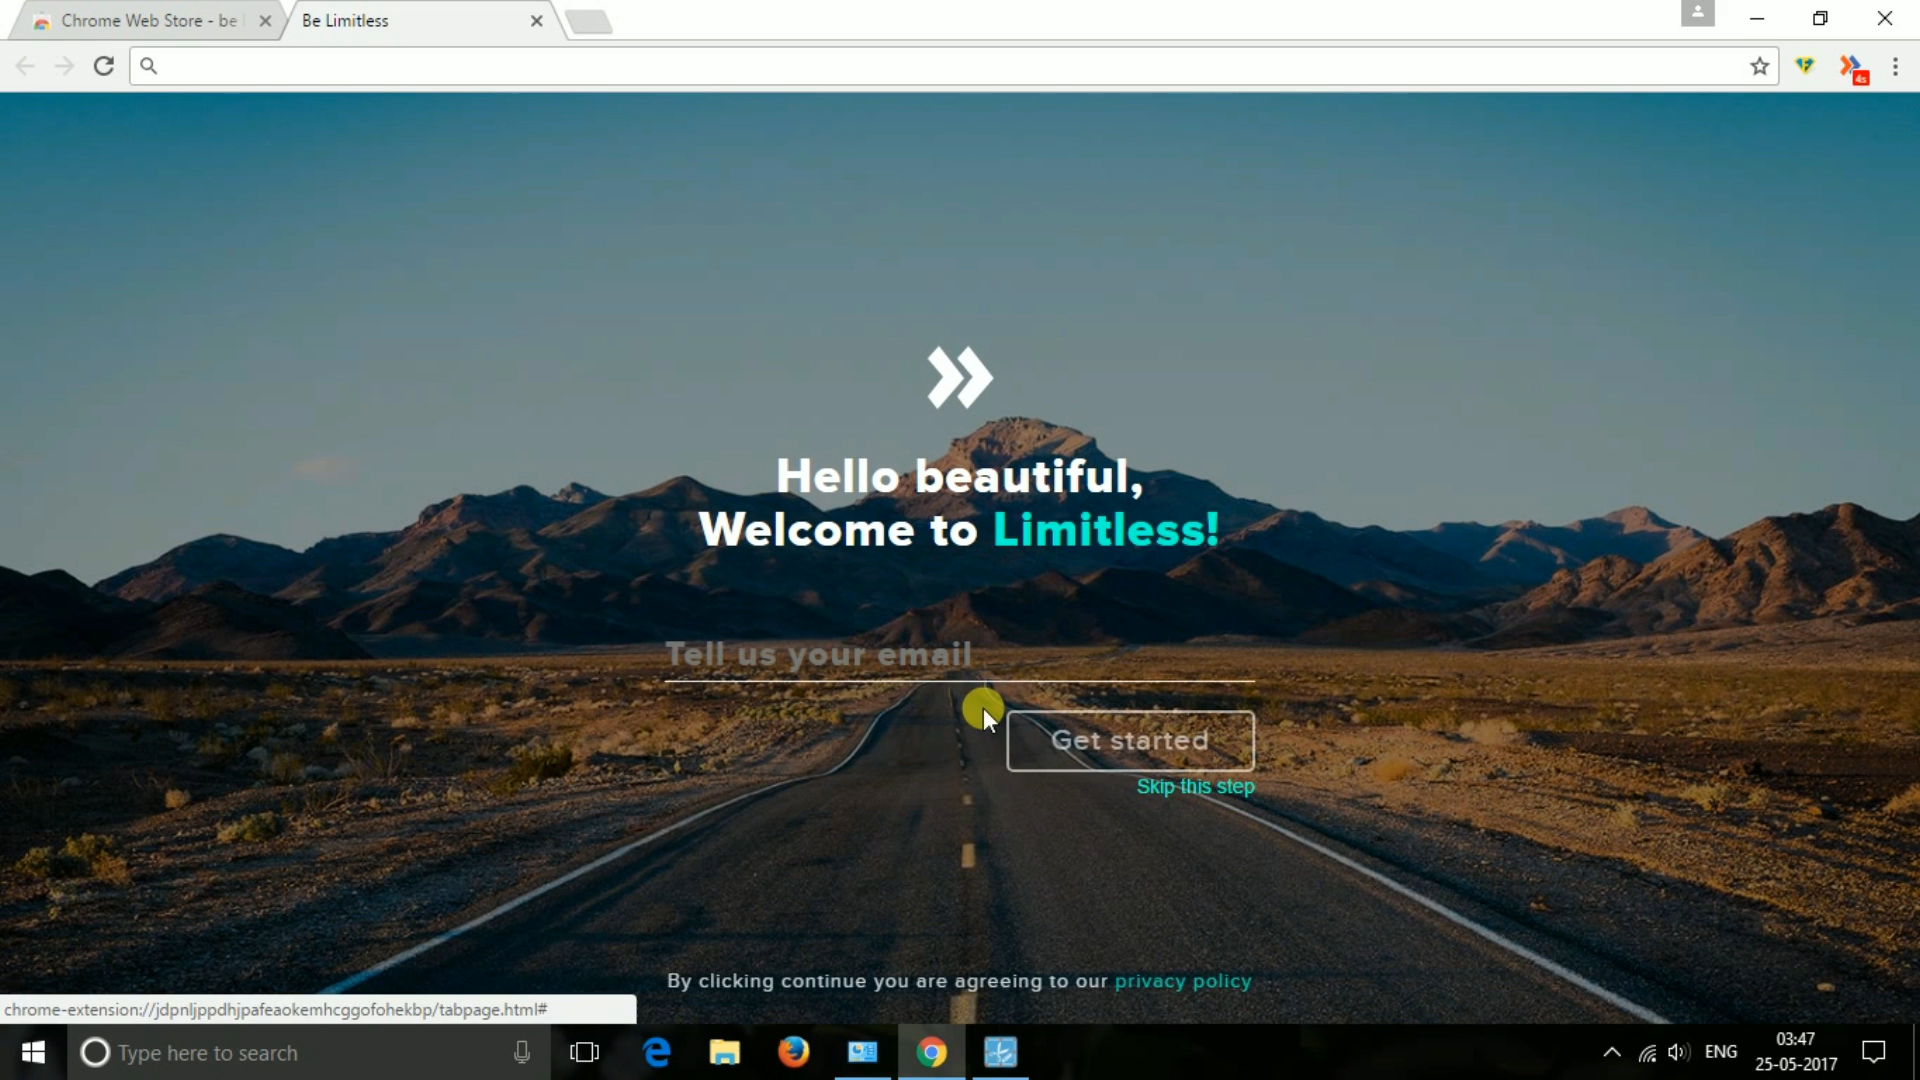 Chrome Web Store - be
Be Limitless
4s
Hello beautiful,
Welcome to Limitless!
Tell us your email
Get started
Skip this step
By clicking continue you are agreeing to our privacy policy
chrome-extension://jdpnljppdhjpafeaokemhcggofohekbp/tabpage.html#
Type here to search
ENG
03:47
25-05-2017